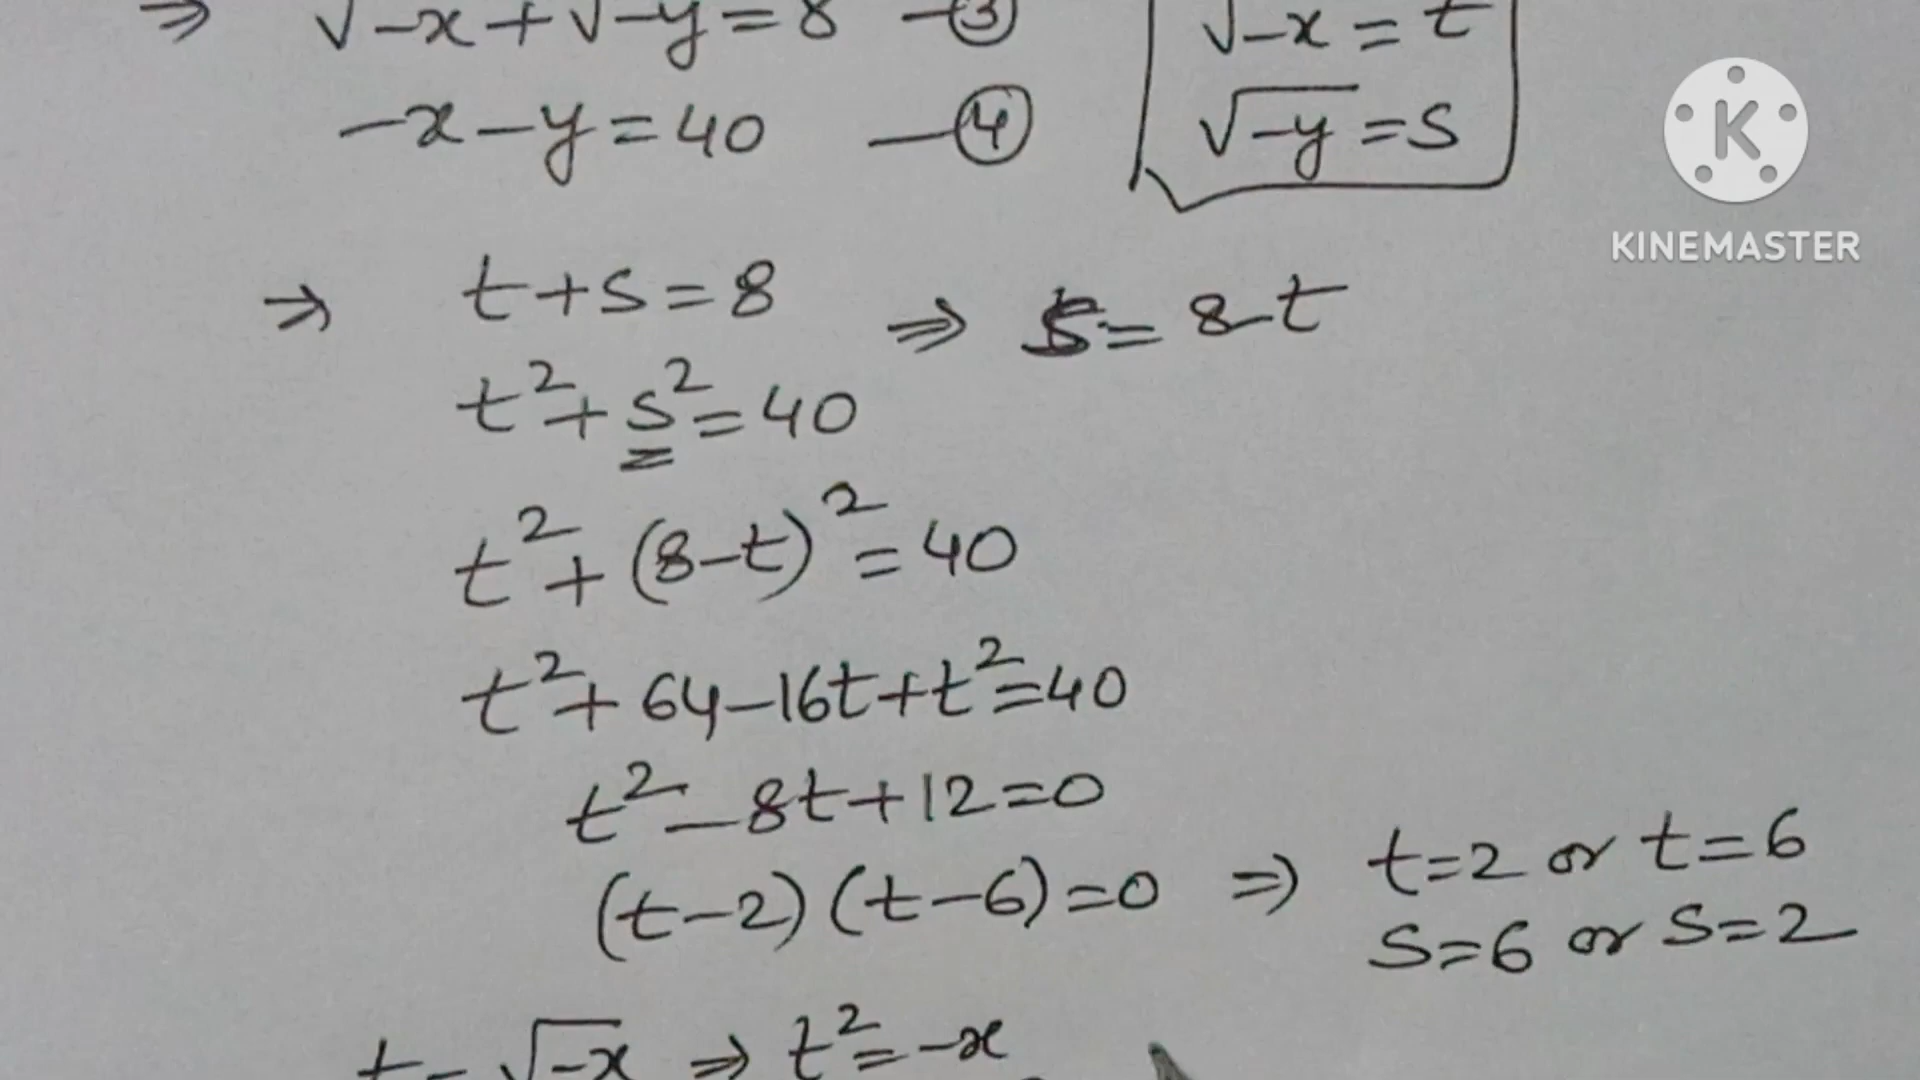 ⇒ √-x + √-y = 8 —③
√-x = t
-x - y = 40 —④
√-y = s
K
KINEMASTER
⇒ t + s = 8 ⇒ s = 8 - t
t² + s² = 40
t² + (8-t)² = 40
t² + 64 - 16t + t² = 40
t² - 8t + 12 = 0
(t-2)(t-6) = 0 ⇒ t = 2 or t = 6
s = 6 or s = 2
t = √-x ⇒ t² = -x